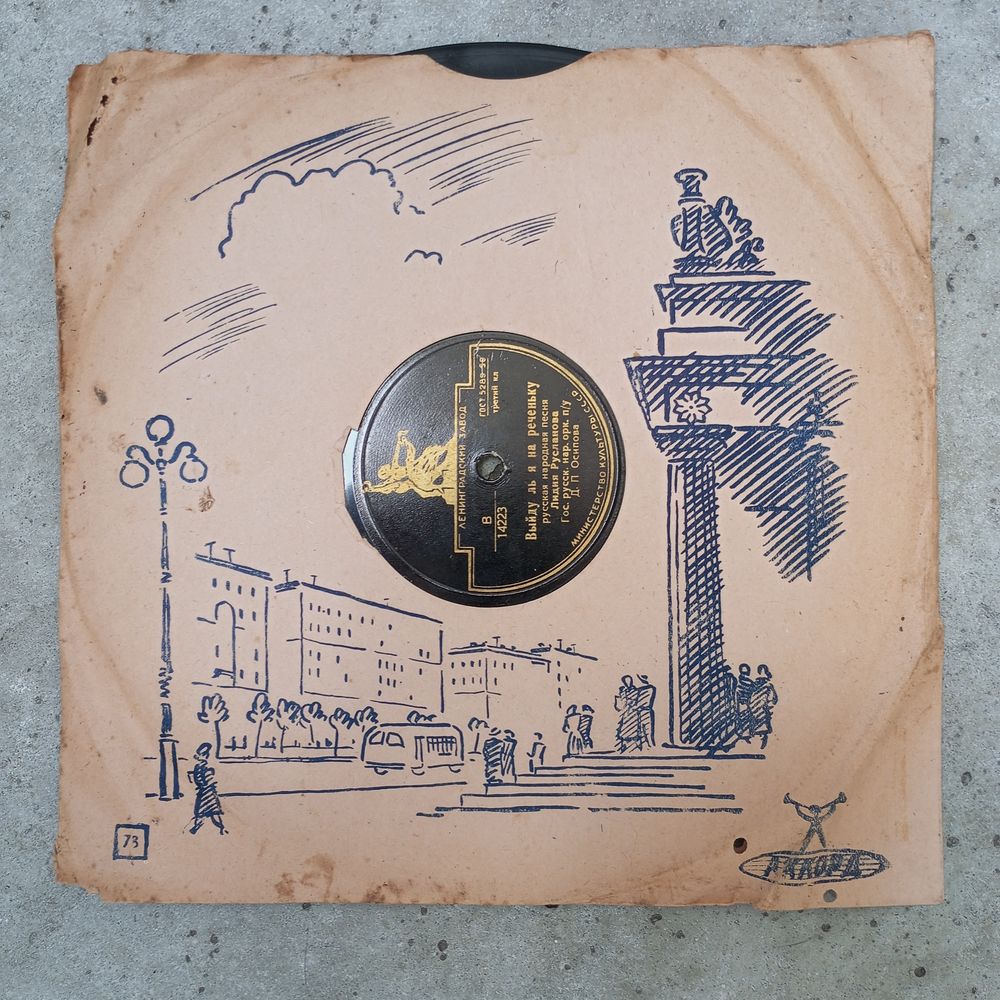 ЛЕНИНГРАДСКИЙ ЗАВОД
ГОСТ 5289-50
третий кл
В
14223
Выйду ль я на реченьку
русская народная песня
Лидия Русланова
Гос. русск. нар. орк. п/у
Д. П Осипова
МИНИСТЕРСТВО КУЛЬТУРЫ СССР
73
АККОРД